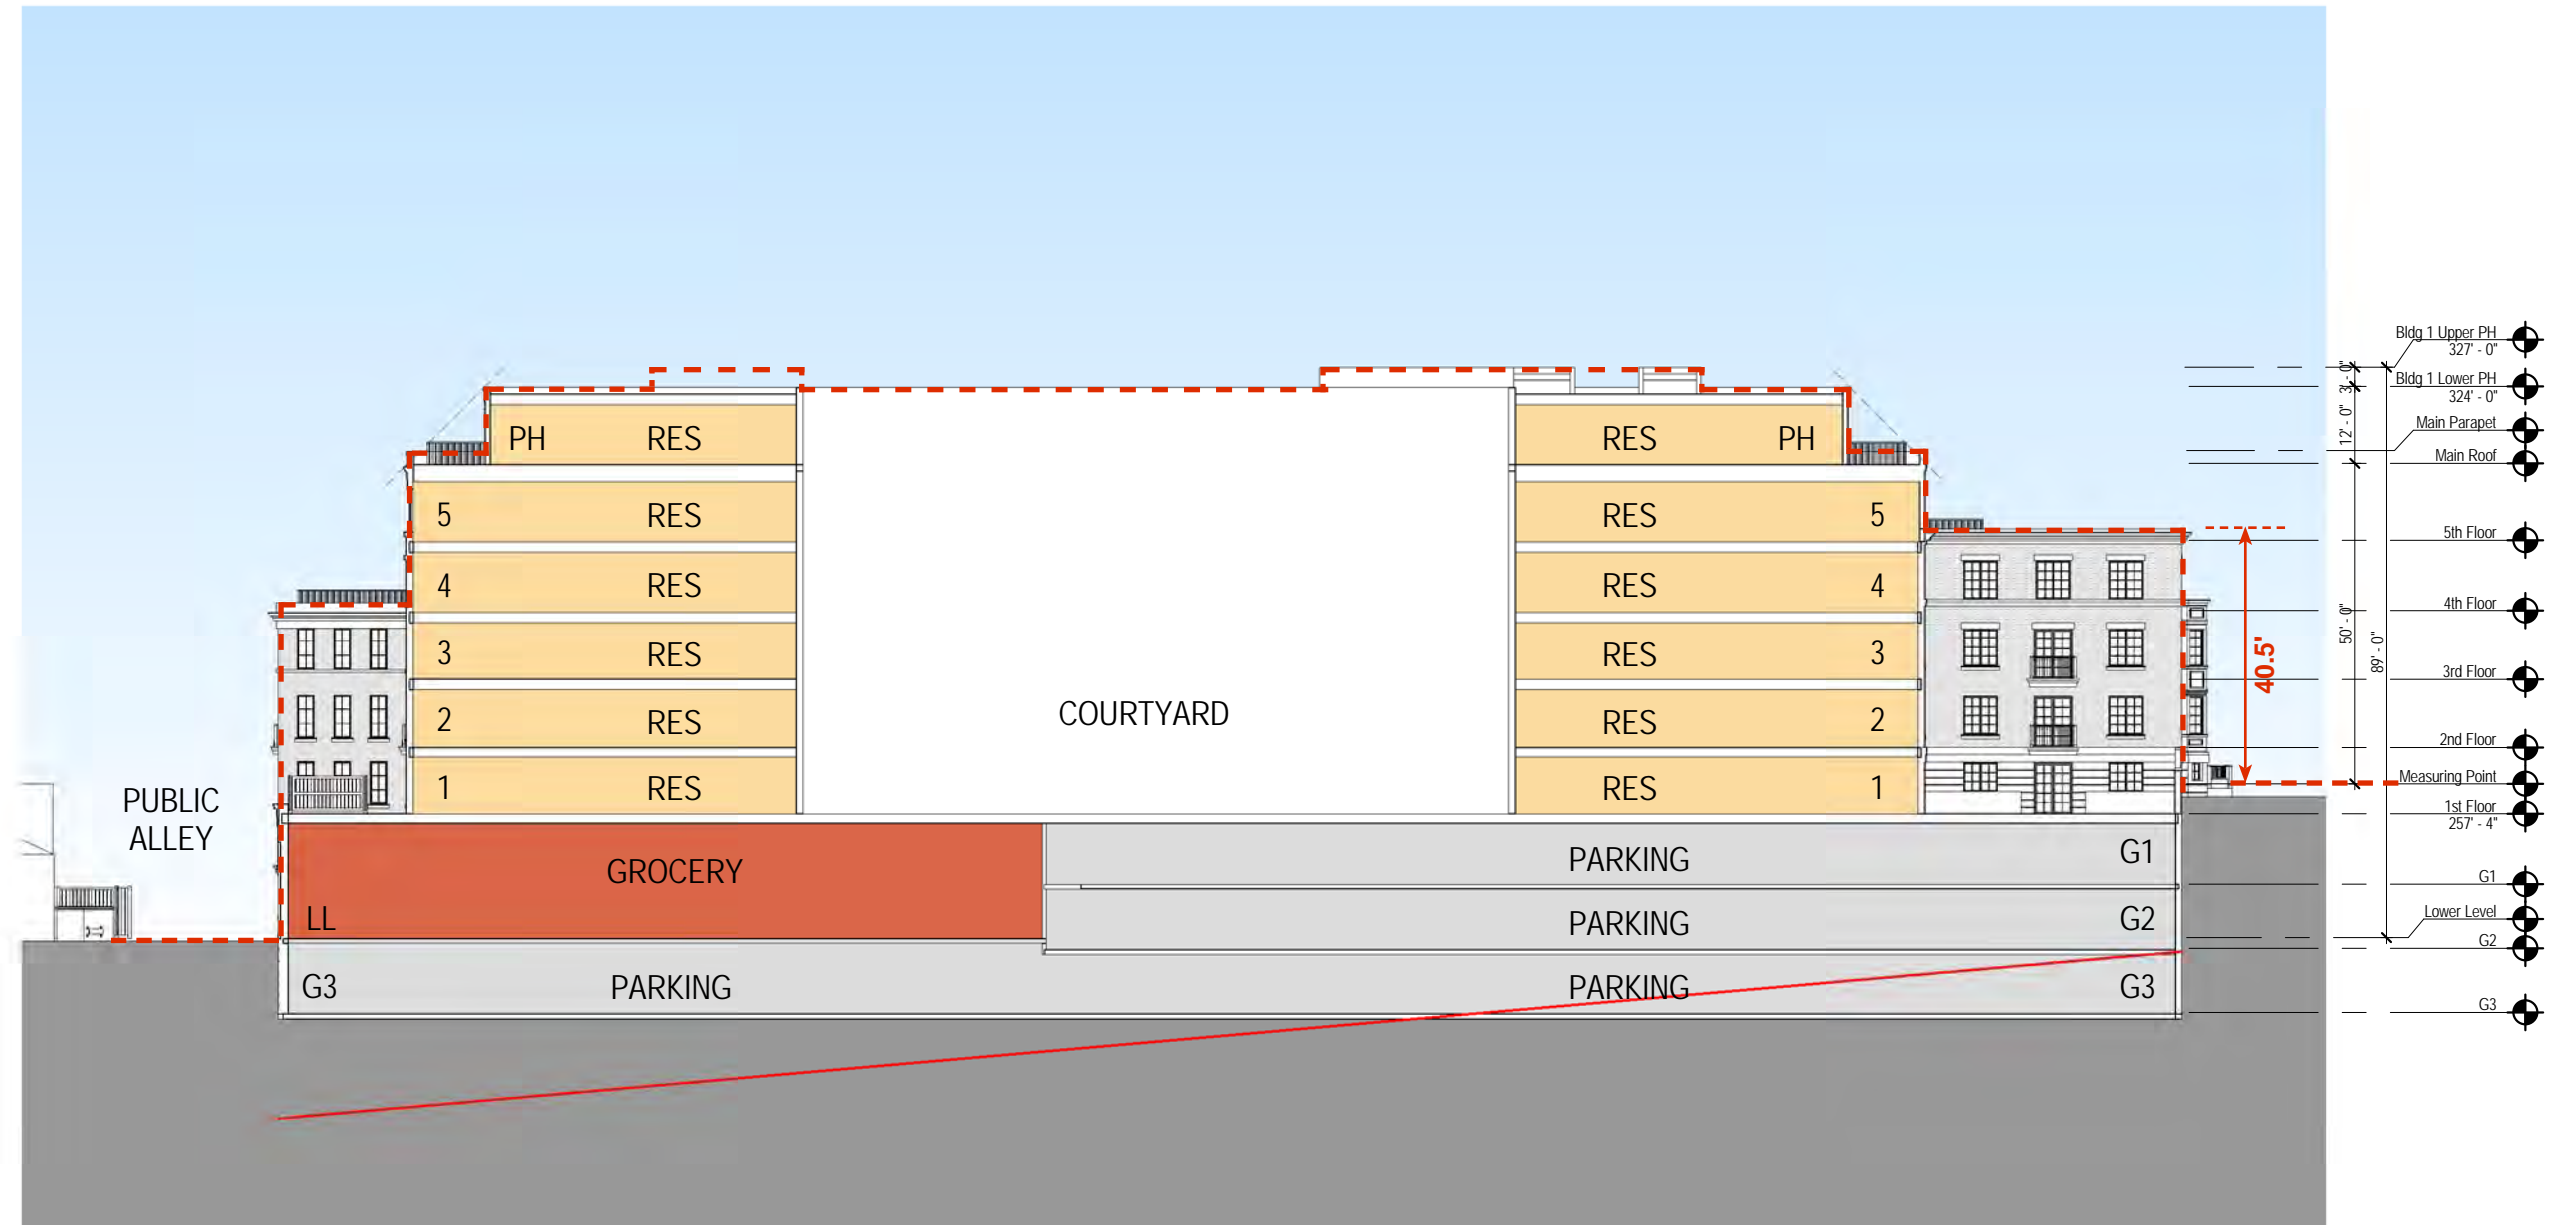 Bldg 1 Upper PH
327' - 0"
3' - 0"
Bldg 1 Lower PH
324' - 0"
12' - 0"
Main Parapet
PH RES RES PH
Main Roof
5 RES RES 5
5th Floor
4 RES RES 4
4th Floor
50' - 0"
89' - 0"
40.5'
3 RES RES 3
3rd Floor
COURTYARD
2 RES RES 2
2nd Floor
Measuring Point
1 RES RES 1
PUBLIC
ALLEY
1st Floor
257' - 4"
GROCERY PARKING G1
G1
LL PARKING G2
Lower Level
G2
G3 PARKING PARKING G3
G3